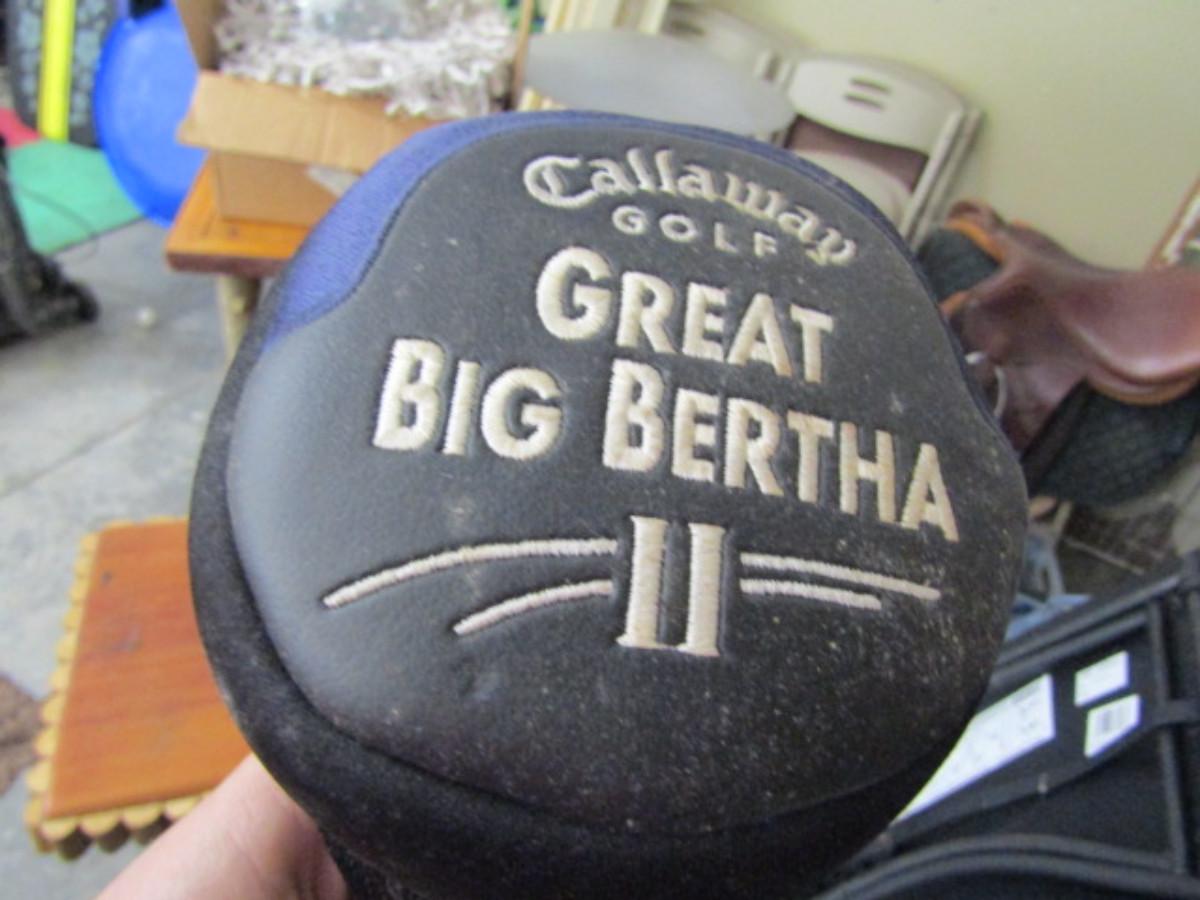 Callaway
GOLF
GREAT
BIG BERTHA
II